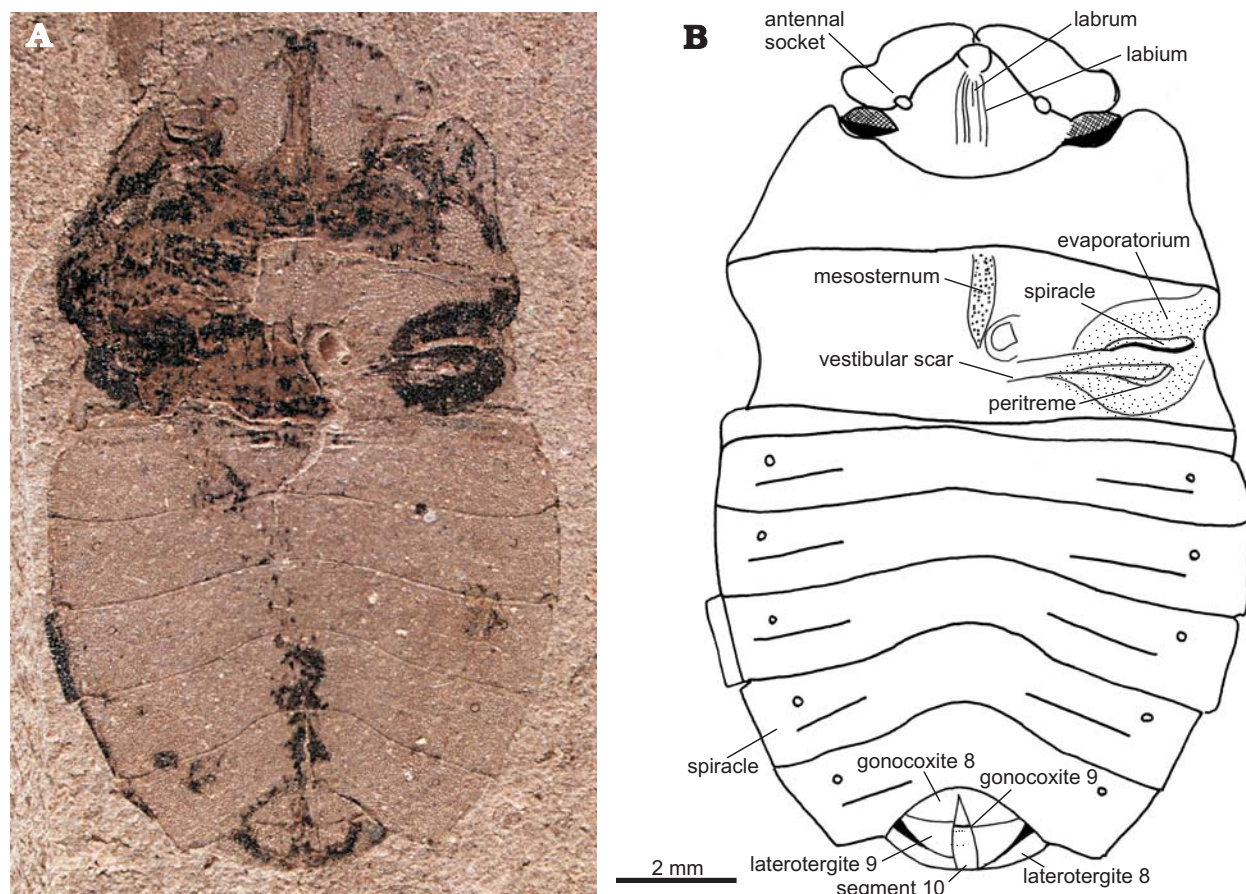 A
B
antennal
socket
labrum
labium
evaporatorium
mesosternum
spiracle
vestibular scar
peritreme
spiracle
gonocoxite 8
gonocoxite 9
laterotergite 9
laterotergite 8
segment 10
2 mm